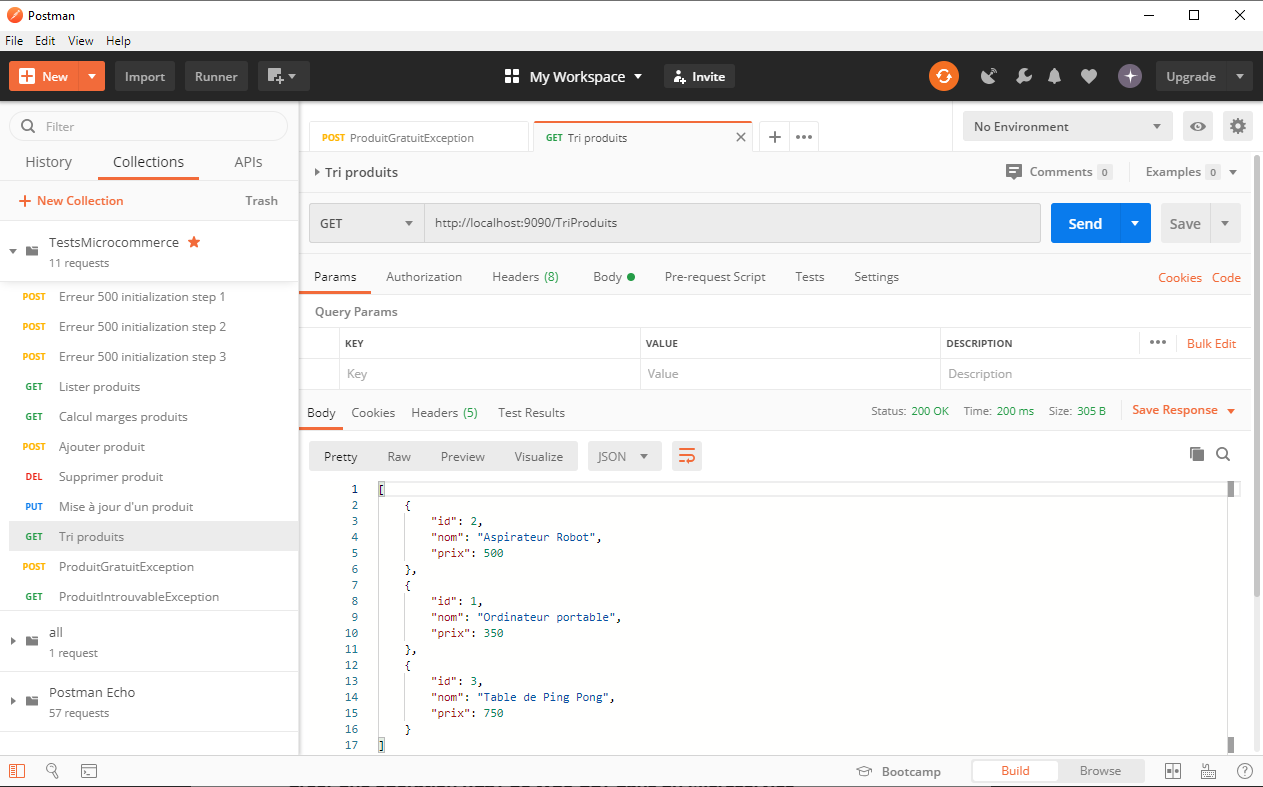 Postman
File Edit View Help
New Import Runner My Workspace Invite Upgrade
Filter
History Collections APIs
New Collection Trash
TestsMicrocommerce
11 requests
POST Erreur 500 initialization step 1
POST Erreur 500 initialization step 2
POST Erreur 500 initialization step 3
GET Lister produits
GET Calcul marges produits
POST Ajouter produit
DEL Supprimer produit
PUT Mise à jour d'un produit
GET Tri produits
POST ProduitGratuitException
GET ProduitIntrouvableException
all
1 request
Postman Echo
57 requests
POST ProduitGratuitException GET Tri produits No Environment
Tri produits Comments 0 Examples 0
GET http://localhost:9090/TriProduits Send Save
Params Authorization Headers (8) Body Pre-request Script Tests Settings Cookies Code
Query Params
KEY VALUE DESCRIPTION Bulk Edit
Key Value Description
Body Cookies Headers (5) Test Results Status: 200 OK Time: 200 ms Size: 305 B Save Response
Pretty Raw Preview Visualize JSON
1 [
2 {
3 "id": 2,
4 "nom": "Aspirateur Robot",
5 "prix": 500
6 },
7 {
8 "id": 1,
9 "nom": "Ordinateur portable",
10 "prix": 350
11 },
12 {
13 "id": 3,
14 "nom": "Table de Ping Pong",
15 "prix": 750
16 }
17 ]
Bootcamp Build Browse